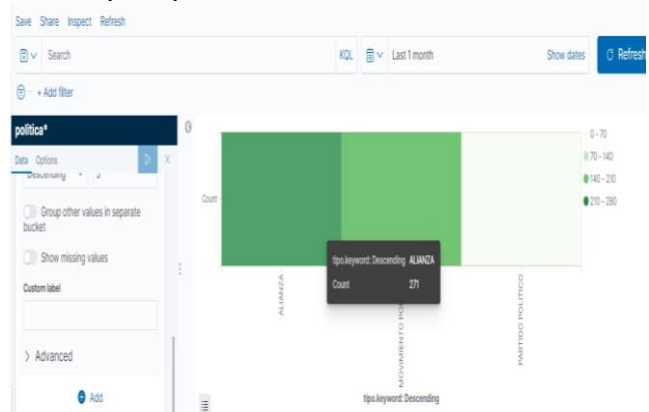 Save Share Inspect Refresh
Search KQL Last 1 month Show dates Refresh
+ Add filter
politica*
Data Options
Descending
Group other values in separate bucket
Show missing values
Custom label
Advanced
Add
Count
0 - 70
70 - 140
140 - 210
210 - 280
tipo.keyword: Descending ALIANZA
Count 271
ALIANZA
MOVIMIENTO
PARTIDO POLITICO
tipo.keyword: Descending